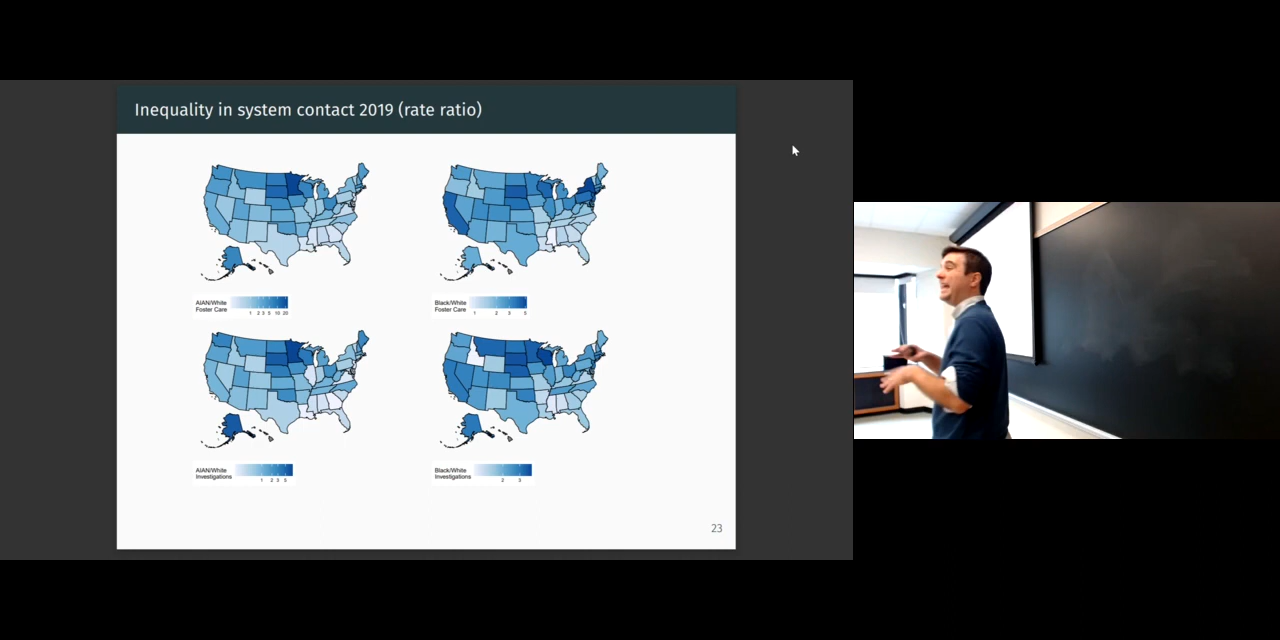 Inequality in system contact 2019 (rate ratio)
AIAN/White
Foster Care
1 2 3 5 10 20
Black/White
Foster Care
1 2 3 5
AIAN/White
Investigations
1 2 3 5
Black/White
Investigations
2 3
23